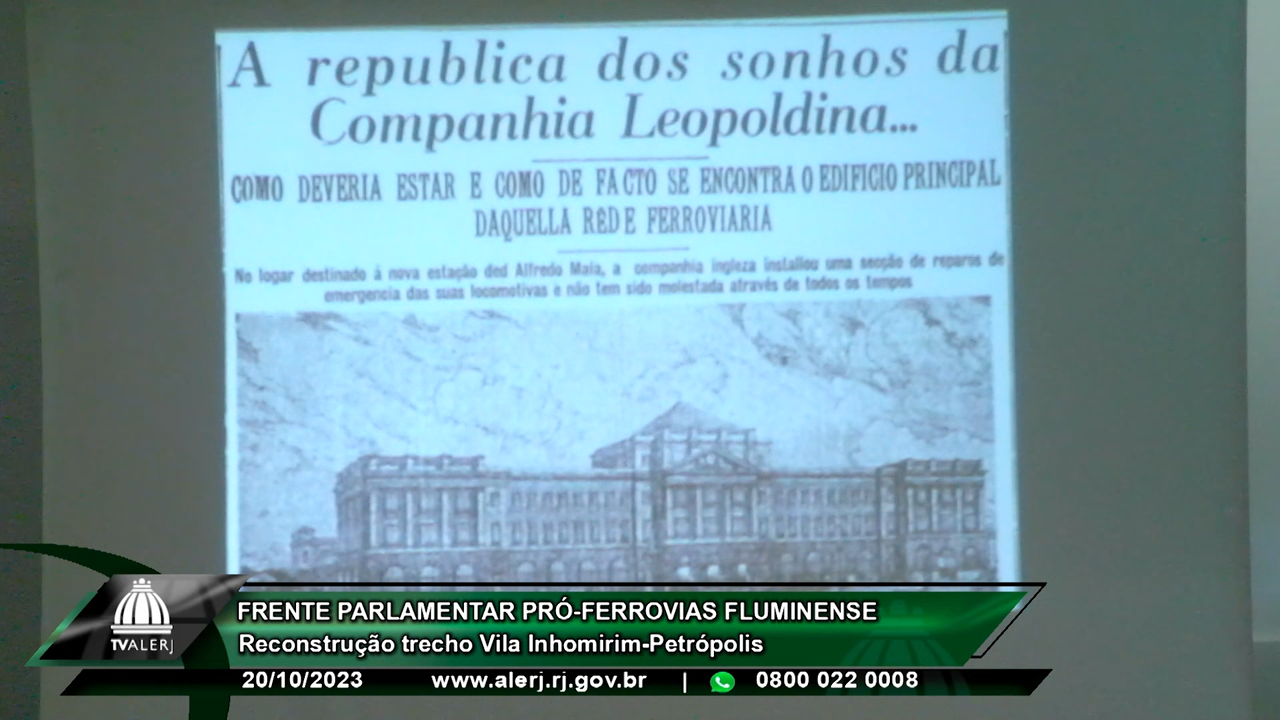 A republica dos sonhos da
Companhia Leopoldina...
COMO DEVERIA ESTAR E COMO DE FACTO SE ENCONTRA O EDIFICIO PRINCIPAL
DAQUELLA RÊDE FERROVIARIA
No logar destinado á nova estação ded Alfredo Maia, a companhia ingleza installou uma secção de reparos de
emergencia das suas locomotivas e não tem sido molestada através de todos os tempos
FRENTE PARLAMENTAR PRÓ-FERROVIAS FLUMINENSE
Reconstrução trecho Vila Inhomirim-Petrópolis
TVALERJ
20/10/2023 www.alerj.rj.gov.br | 0800 022 0008